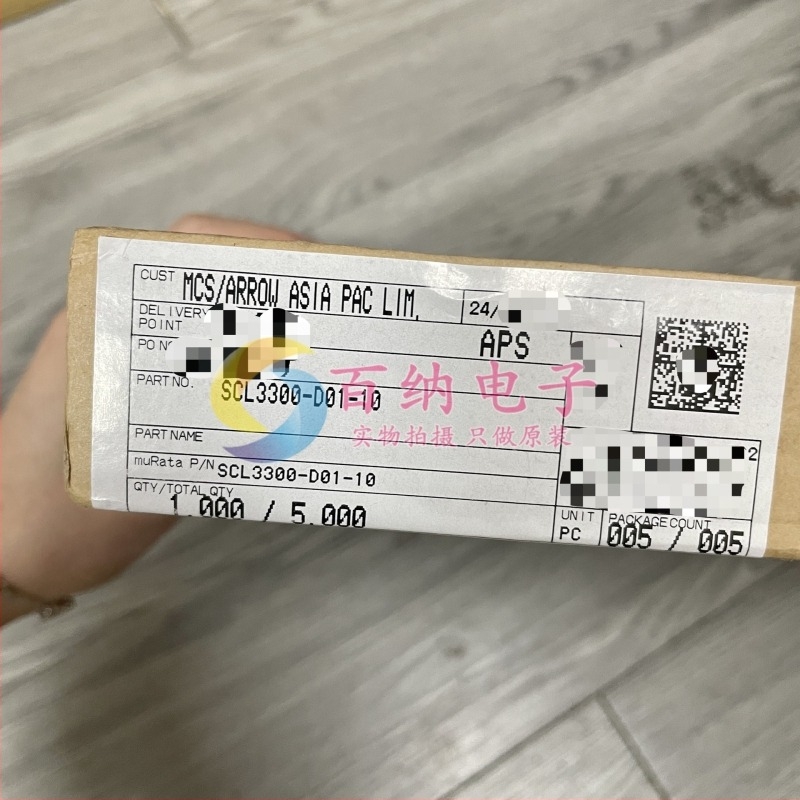 CUST MCS/ARROW ASIA PAC LIM.
24/
DELIVERY
POINT
APS
PO NO
PART NO. SCL3300-D01-10
百纳电子
实物拍摄 只做原装
PART NAME
2
muRata P/N SCL3300-D01-10
QTY/TOTAL QTY
1.000 / 5.000
UNIT
PC
PACKAGE COUNT
005 / 005